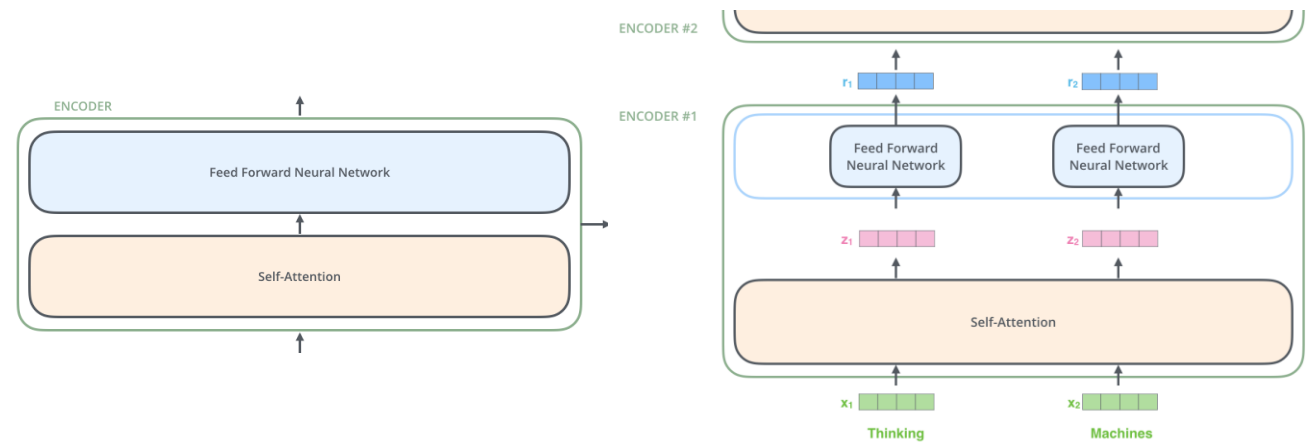 ENCODER
Feed Forward Neural Network
Self-Attention
ENCODER #2
r₁
r₂
ENCODER #1
Feed Forward
Neural Network
Feed Forward
Neural Network
z₁
z₂
Self-Attention
x₁
x₂
Thinking
Machines